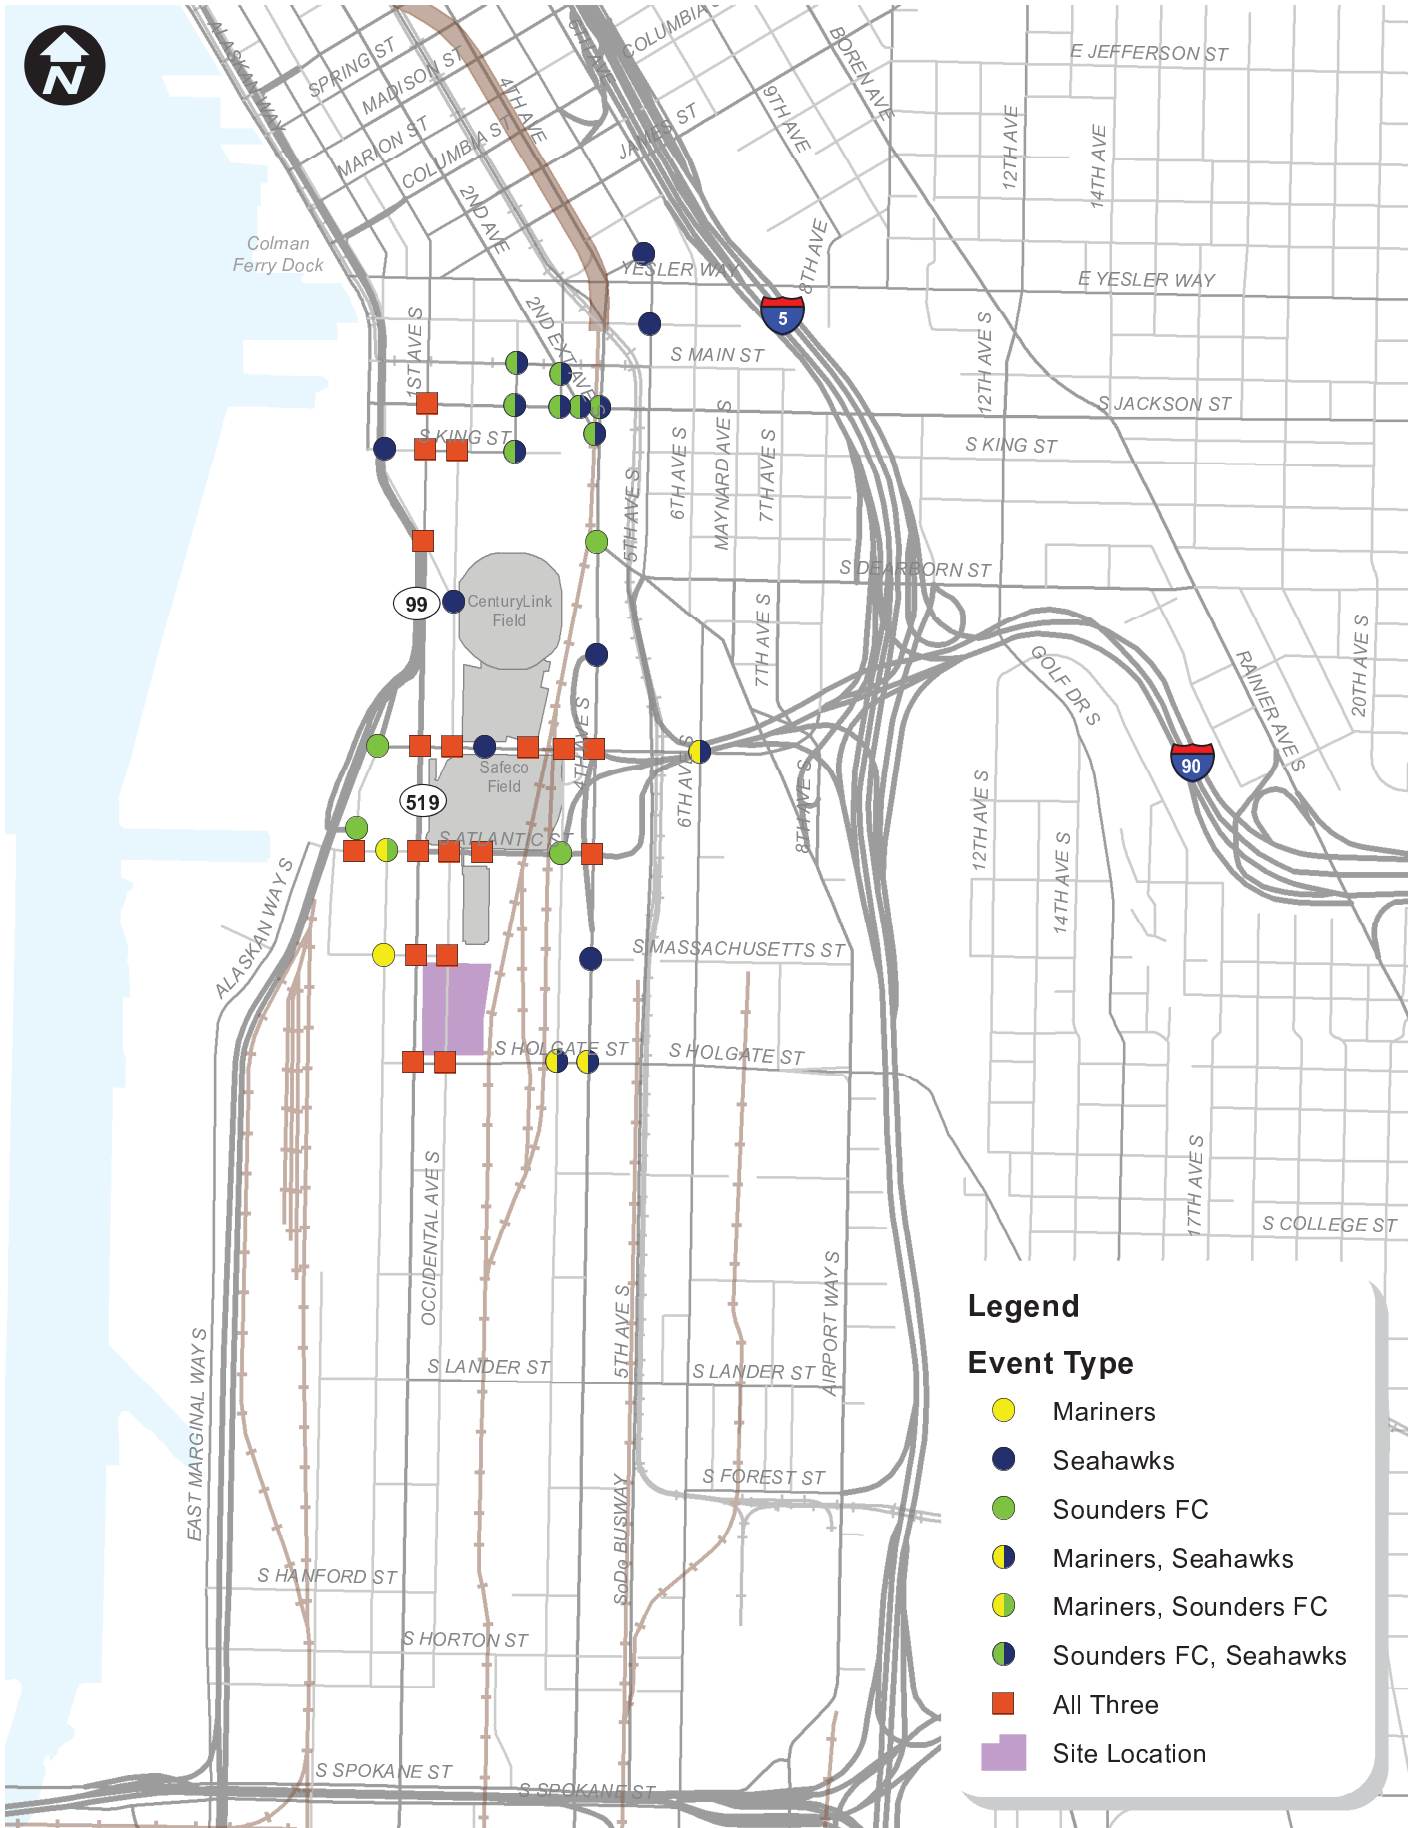 N
ALASKAN WAY
SPRING ST
MADISON ST
MARION ST
COLUMBIA ST
4TH AVE
6TH AVE
COLUMBIA ST
JAMES ST
9TH AVE
BOREN AVE
E JEFFERSON ST
12TH AVE
14TH AVE
2ND AVE
Colman
Ferry Dock
YESLER WAY
8TH AVE
E YESLER WAY
5
1ST AVE S
2ND EXT AVE
S MAIN ST
12TH AVE S
S JACKSON ST
S KING ST
S KING ST
5TH AVE S
6TH AVE S
MAYNARD AVE S
7TH AVE S
S DEARBORN ST
99
CenturyLink
Field
7TH AVE S
GOLF DR S
RAINIER AVE S
20TH AVE S
4TH AVE S
6TH AVE S
8TH AVE S
90
Safeco
Field
519
S ATLANTIC ST
12TH AVE S
14TH AVE S
ALASKAN WAY S
S MASSACHUSETTS ST
S HOLGATE ST
S HOLGATE ST
OCCIDENTAL AVE S
17TH AVE S
S COLLEGE ST
5TH AVE S
AIRPORT WAY S
EAST MARGINAL WAY S
S LANDER ST
S LANDER ST
S FOREST ST
SoDo BUSWAY
S HANFORD ST
S HORTON ST
S SPOKANE ST
S SPOKANE ST
Legend
Event Type
Mariners
Seahawks
Sounders FC
Mariners, Seahawks
Mariners, Sounders FC
Sounders FC, Seahawks
All Three
Site Location